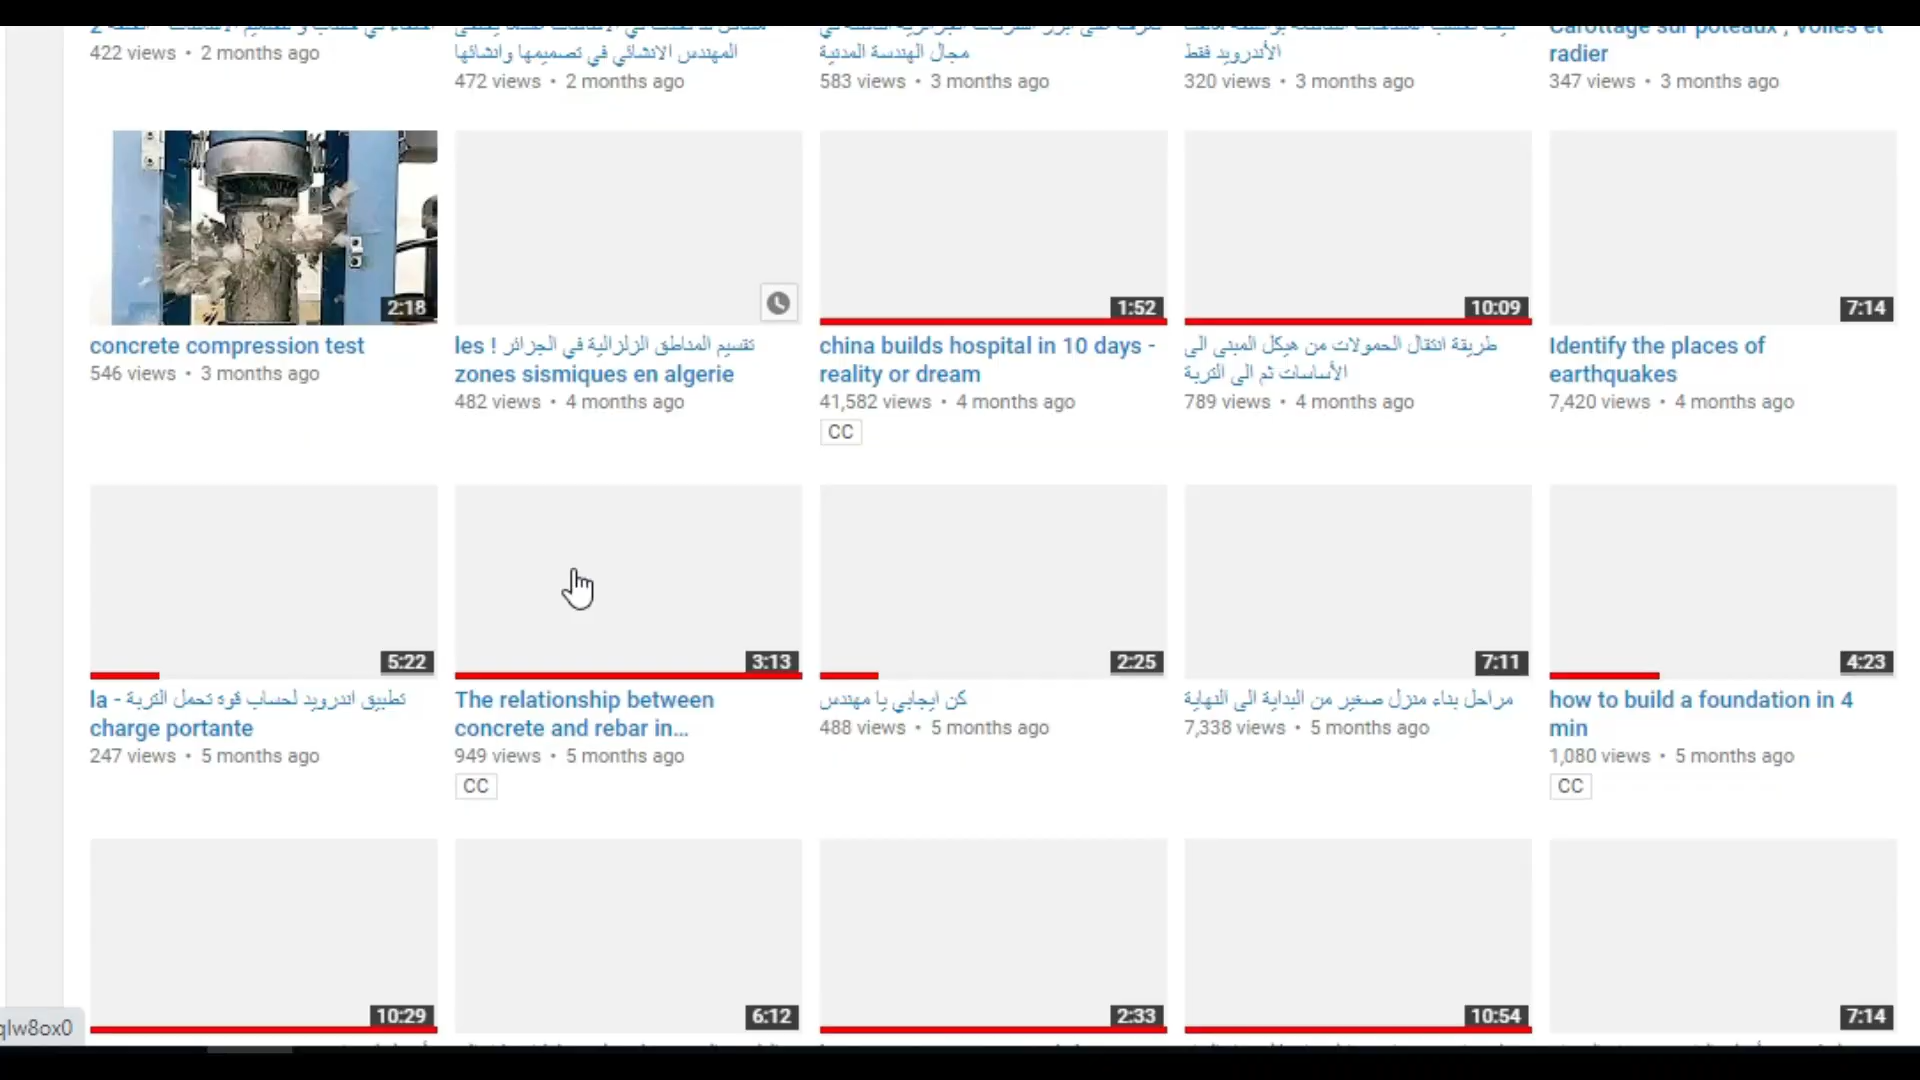 422 views • 2 months ago
المهندس الانشائي في تصميمها وانشائها
472 views • 2 months ago
مجال الهندسة المدنية
583 views • 3 months ago
الأندرويد فقط
320 views • 3 months ago
Carottage sur poteaux , voiles et
radier
347 views • 3 months ago
2:18
concrete compression test
546 views • 3 months ago
les ! تقسيم المناطق الزلزالية في الجزائر
zones sismiques en algerie
482 views • 4 months ago
1:52
china builds hospital in 10 days -
reality or dream
41,582 views • 4 months ago
CC
10:09
طريقة انتقال الحمولات من هيكل المبنى الى
الأساسات ثم الى التربة
789 views • 4 months ago
7:14
Identify the places of
earthquakes
7,420 views • 4 months ago
5:22
la - تطبيق اندرويد لحساب قوة تحمل التربة
charge portante
247 views • 5 months ago
3:13
The relationship between
concrete and rebar in...
949 views • 5 months ago
CC
2:25
كن ايجابي يا مهندس
488 views • 5 months ago
7:11
مراحل بناء منزل صغير من البداية الى النهاية
7,338 views • 5 months ago
4:23
how to build a foundation in 4
min
1,080 views • 5 months ago
CC
10:29
6:12
2:33
10:54
7:14
qlw8ox0